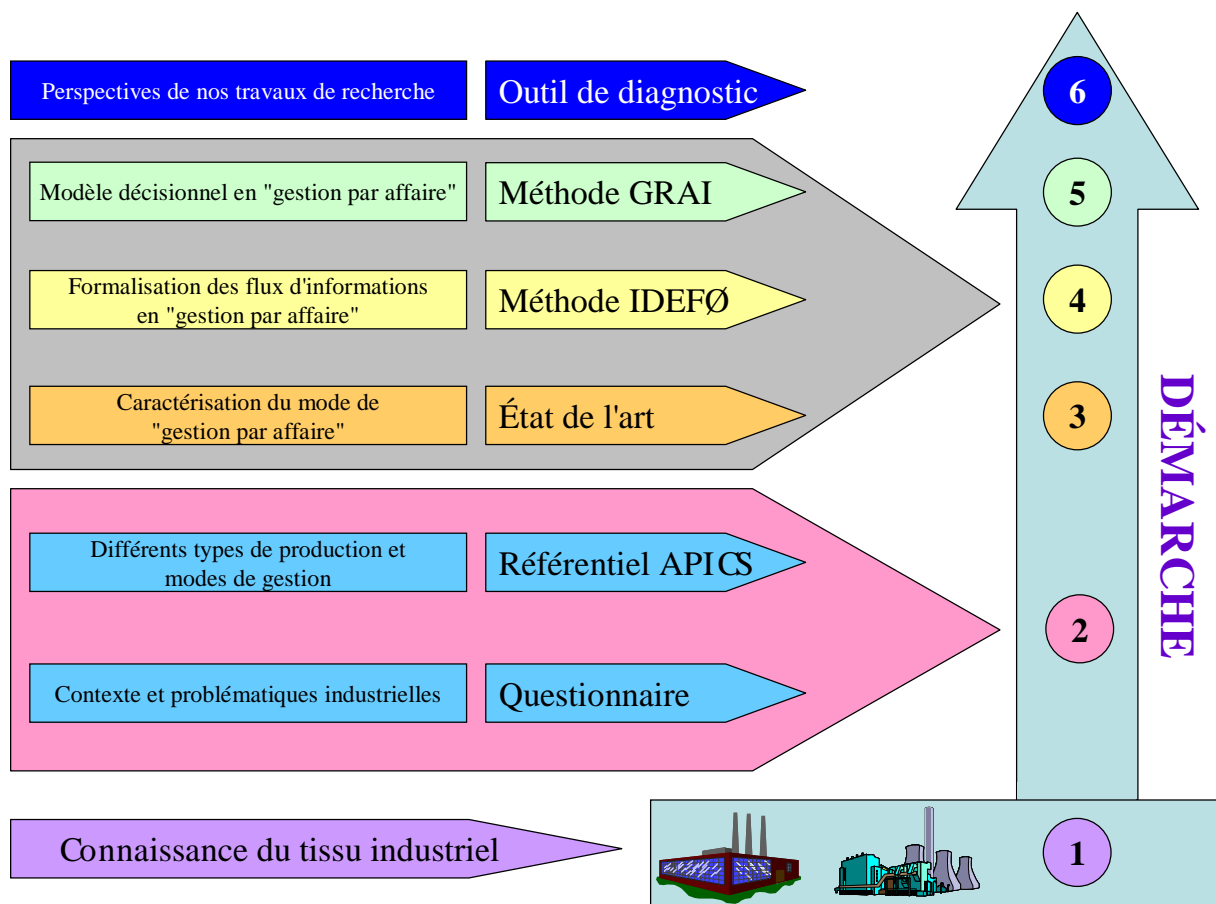 Perspectives de nos travaux de recherche
Outil de diagnostic
6
Modèle décisionnel en "gestion par affaire"
Méthode GRAI
5
Formalisation des flux d'informations
en "gestion par affaire"
Méthode IDEFØ
4
Caractérisation du mode de
"gestion par affaire"
État de l'art
3
Différents types de production et
modes de gestion
Référentiel APICS
2
Contexte et problématiques industrielles
Questionnaire
DÉMARCHE
Connaissance du tissu industriel
1